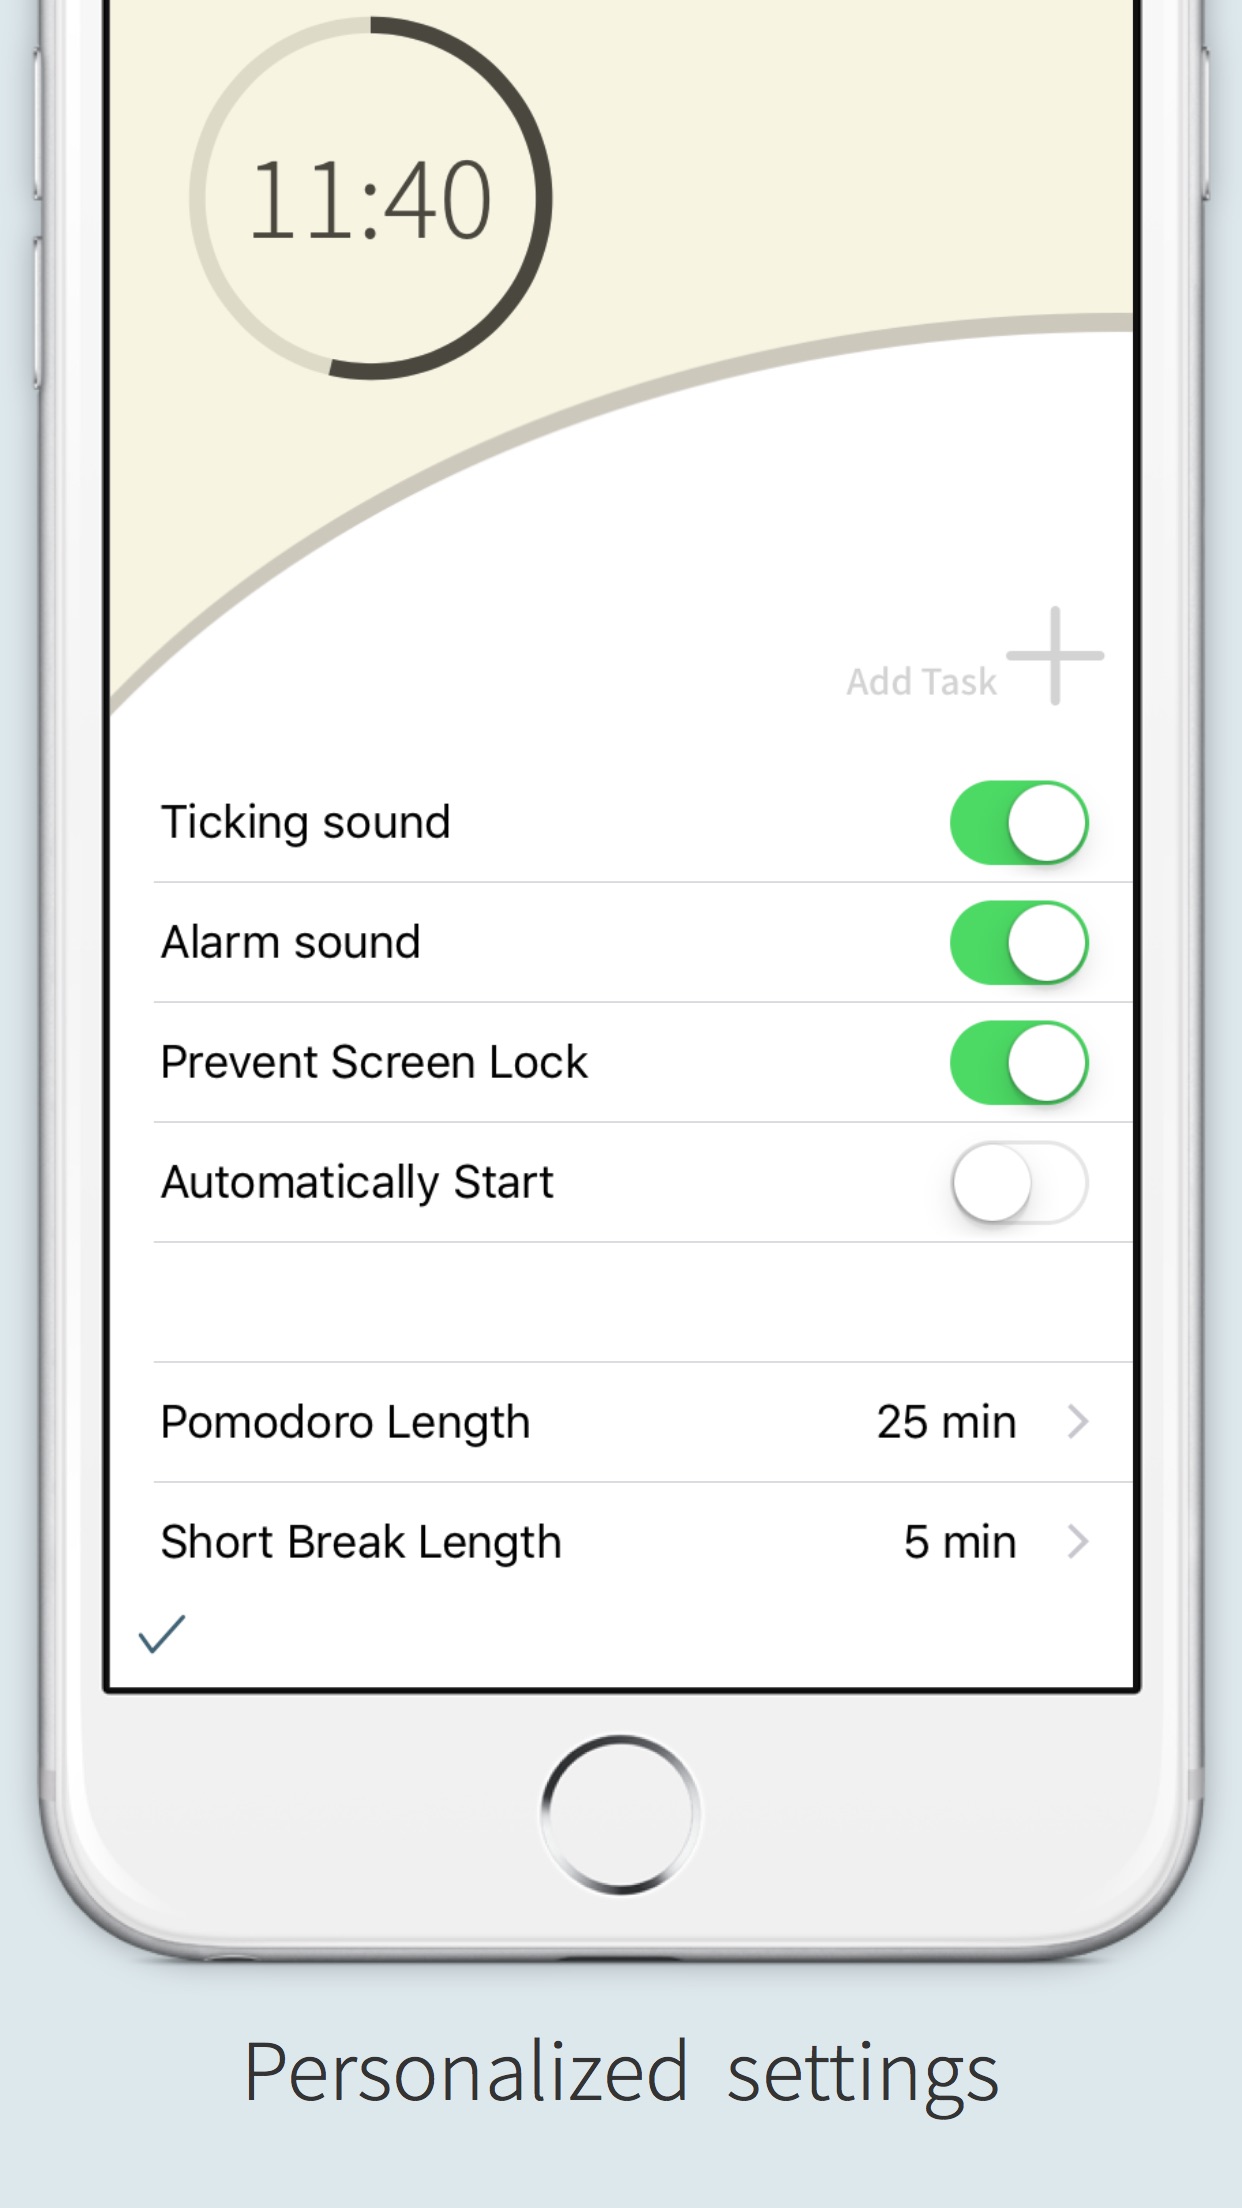 11:40
Add Task
Ticking sound
Alarm sound
Prevent Screen Lock
Automatically Start
Pomodoro Length 25 min
Short Break Length 5 min
Personalized settings